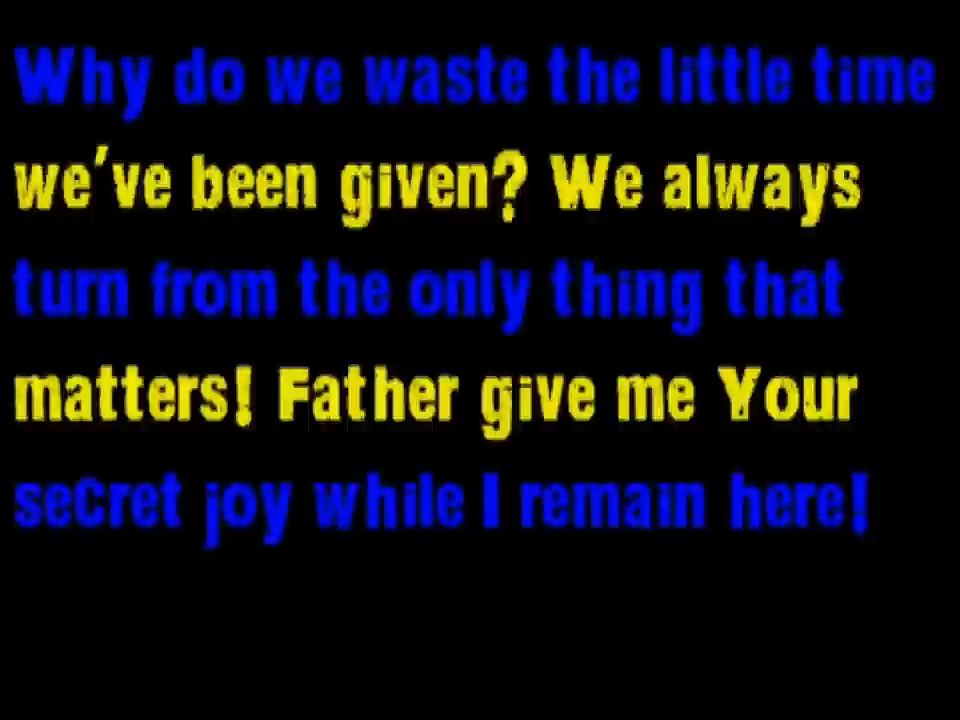 Why do we waste the little time
we've been given? We always
turn from the only thing that
matters! Father give me Your
secret joy while I remain here!